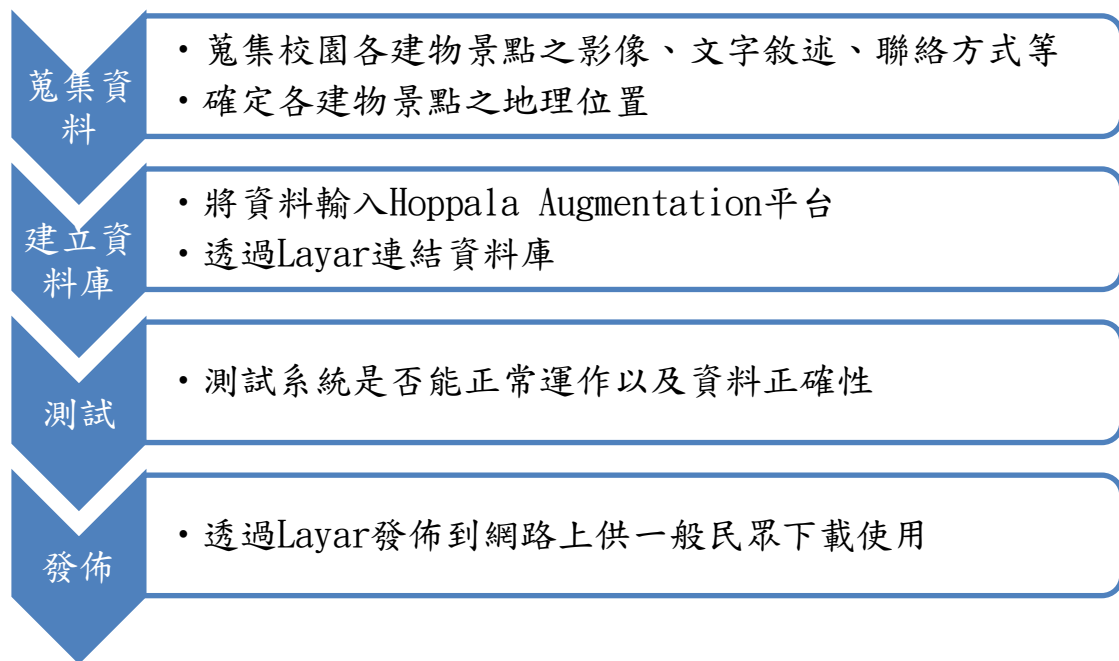 蒐集資
料
・蒐集校園各建物景點之影像、文字敘述、聯絡方式等
・確定各建物景點之地理位置
建立資
料庫
・將資料輸入Hoppala Augmentation平台
・透過Layar連結資料庫
測試
・測試系統是否能正常運作以及資料正確性
發佈
・透過Layar發佈到網路上供一般民眾下載使用